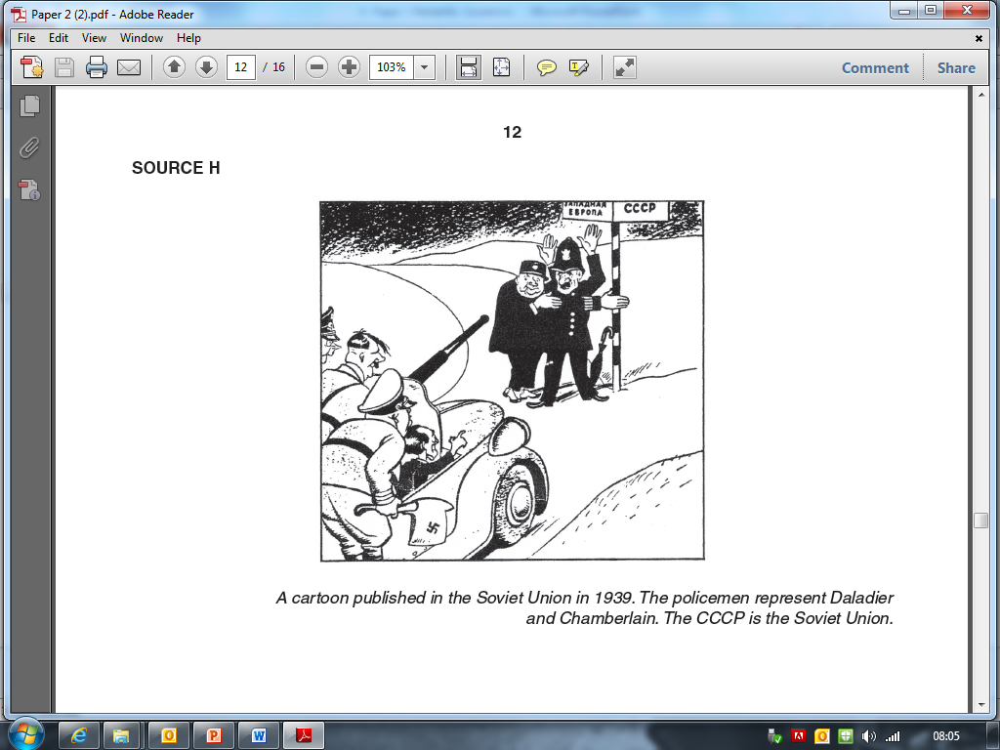 Paper 2 (2).pdf - Adobe Reader
File Edit View Window Help
12 / 16
103%
Comment Share
12
SOURCE H
ЗАПАДНАЯ
ЕВРОПА
СССР
A cartoon published in the Soviet Union in 1939. The policemen represent Daladier
and Chamberlain. The CCCP is the Soviet Union.
08:05